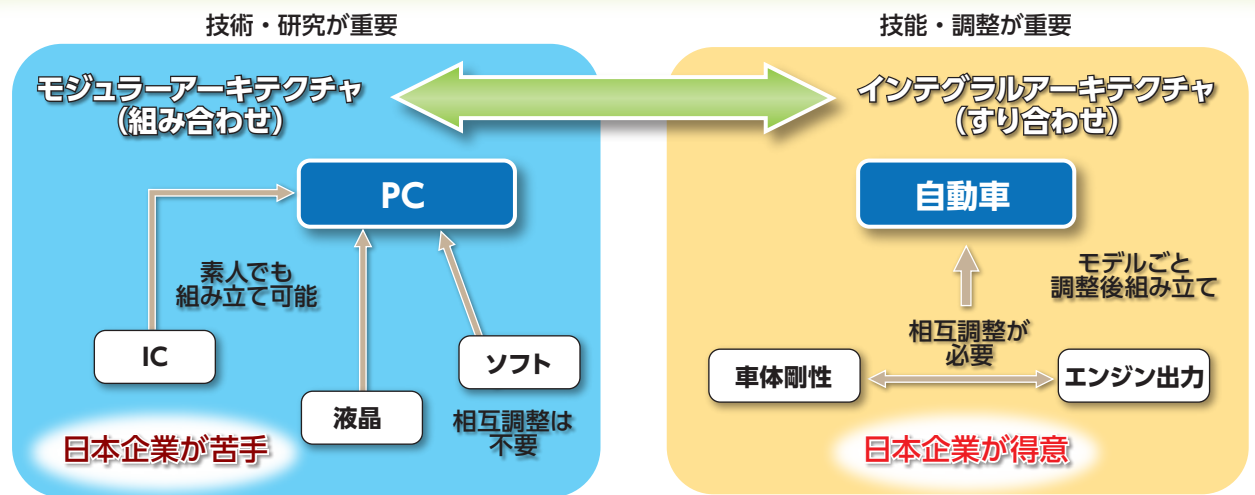 技術・研究が重要
モジュラーアーキテクチャ
(組み合わせ)
PC
素人でも
組み立て可能
IC
液晶
ソフト
相互調整は
不要
日本企業が苦手
技能・調整が重要
インテグラルアーキテクチャ
(すり合わせ)
自動車
モデルごと
調整後組み立て
相互調整が
必要
車体剛性
エンジン出力
日本企業が得意